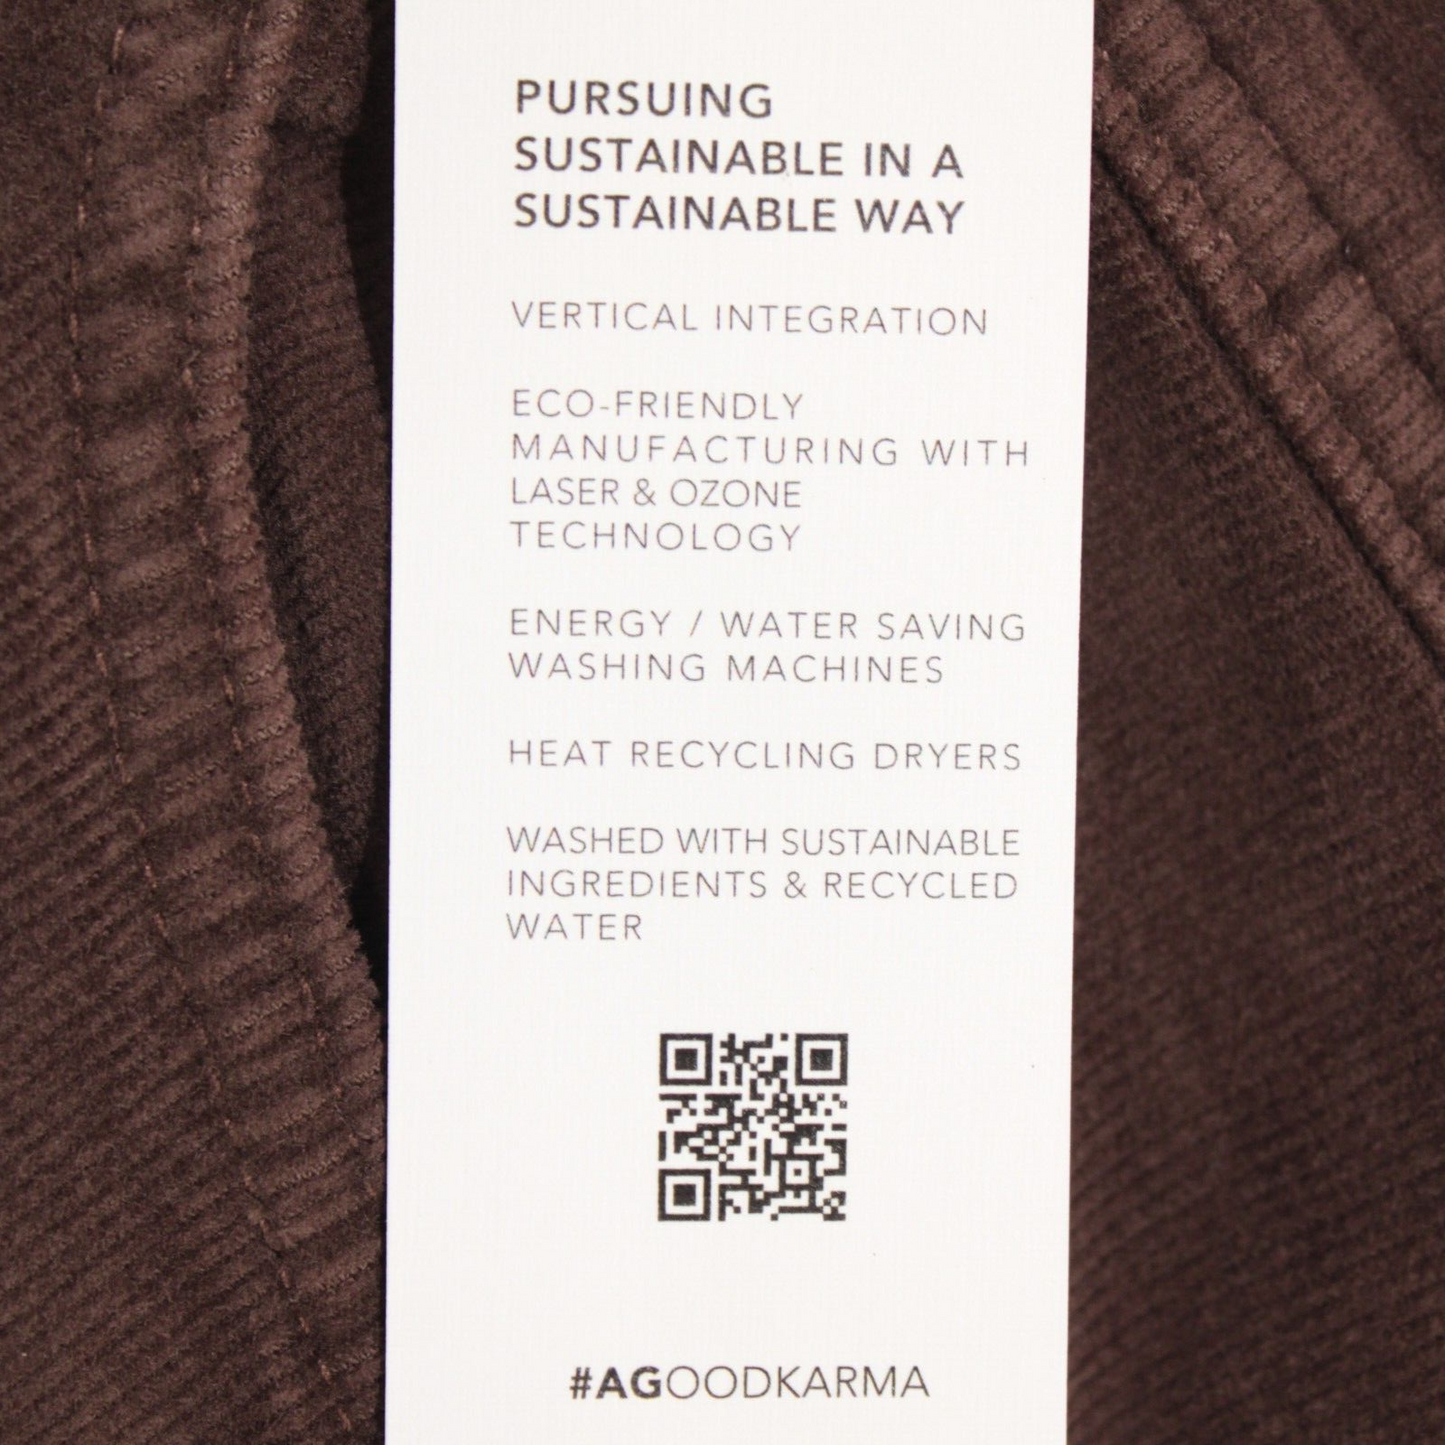 PURSUING
SUSTAINABLE IN A
SUSTAINABLE WAY
VERTICAL INTEGRATION
ECO-FRIENDLY
MANUFACTURING WITH
LASER & OZONE
TECHNOLOGY
ENERGY / WATER SAVING
WASHING MACHINES
HEAT RECYCLING DRYERS
WASHED WITH SUSTAINABLE
INGREDIENTS & RECYCLED
WATER
#AGOODKARMA